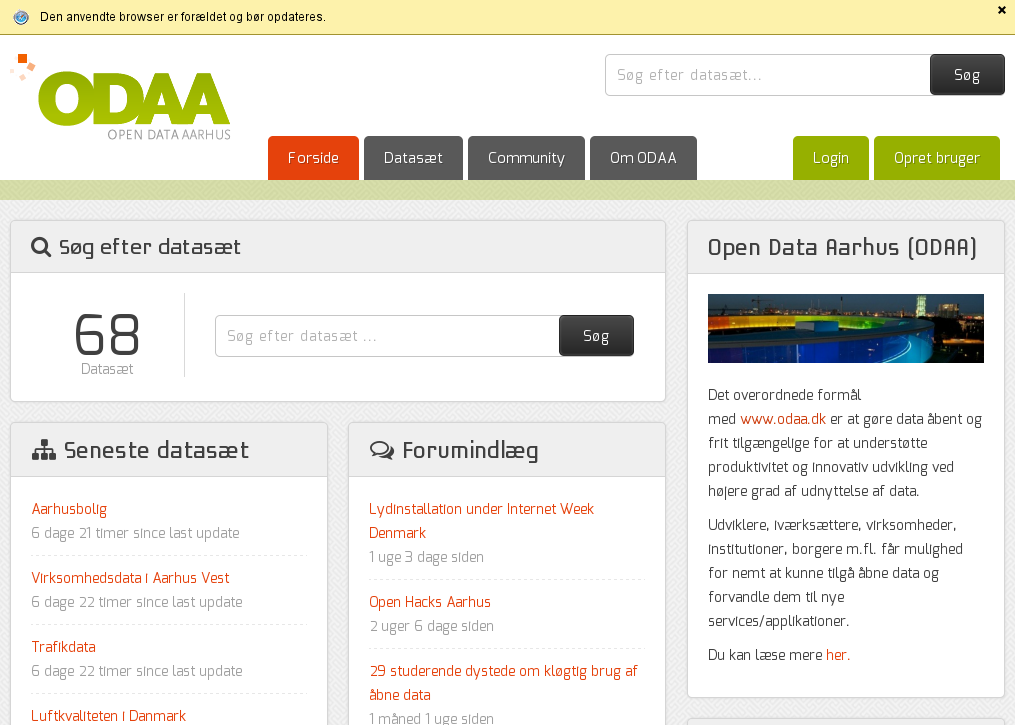 Den anvendte browser er forældet og bør opdateres.
ODAA
OPEN DATA AARHUS
Søg efter datasæt...
Søg
Forside
Datasæt
Community
Om ODAA
Login
Opret bruger
Søg efter datasæt
68
Datasæt
Søg efter datasæt ...
Søg
Seneste datasæt
Aarhusbolig
6 dage 21 timer since last update
Virksomhedsdata i Aarhus Vest
6 dage 22 timer since last update
Trafikdata
6 dage 22 timer since last update
Luftkvaliteten i Danmark
Forumindlæg
Lydinstallation under Internet Week
Denmark
1 uge 3 dage siden
Open Hacks Aarhus
2 uger 6 dage siden
29 studerende dystede om kløgtig brug af
åbne data
1 måned 1 uge siden
Open Data Aarhus (ODAA)
Det overordnede formål
med www.odaa.dk er at gøre data åbent og
frit tilgængelige for at understøtte
produktivitet og innovativ udvikling ved
højere grad af udnyttelse af data.
Udviklere, iværksættere, virksomheder,
institutioner, borgere m.fl. får mulighed
for nemt at kunne tilgå åbne data og
forvandle dem til nye
services/applikationer.
Du kan læse mere her.